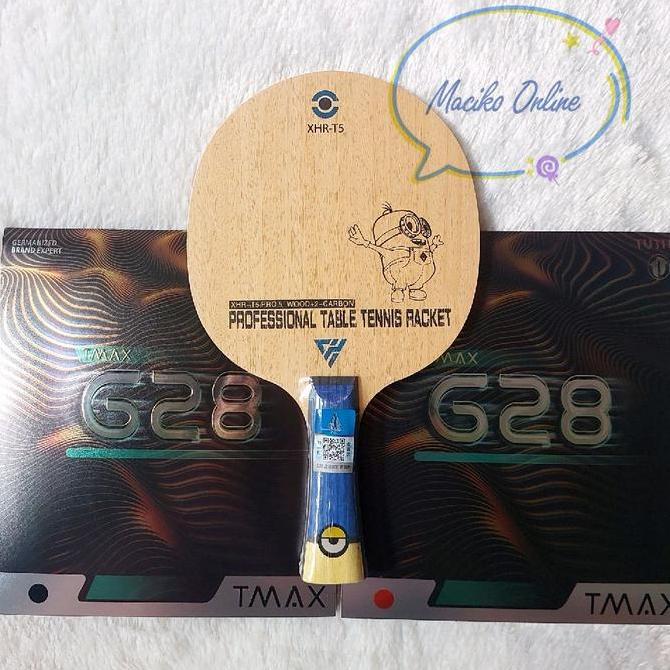 Maciko Online
XHR-T5
GERMANIZED
BRAND EXPERT
XHR-T5 PRO 5 WOOD+2-CARBON
PROFESSIONAL TABLE TENNIS RACKET
TMAX
G28
TMAX
G28
TMAX
TMAX